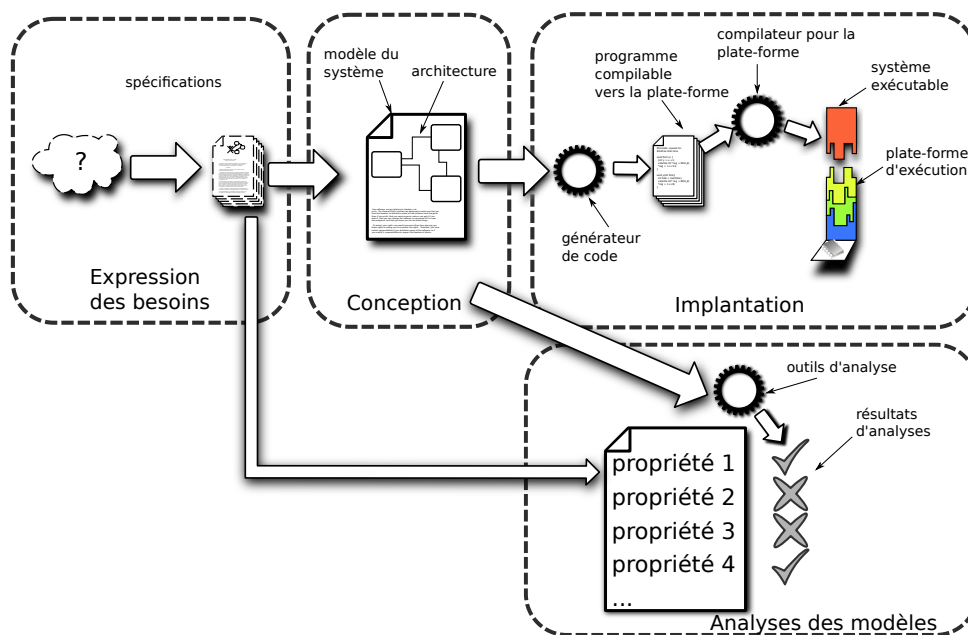 spécifications
?
Expression
des besoins
modèle du
système
architecture
Conception
programme
compilable
vers la plate-forme
compilateur pour la
plate-forme
système
exécutable
plate-forme
d'exécution
générateur
de code
Implantation
outils d'analyse
résultats
d'analyses
propriété 1
propriété 2
propriété 3
propriété 4
...
Analyses des modèles